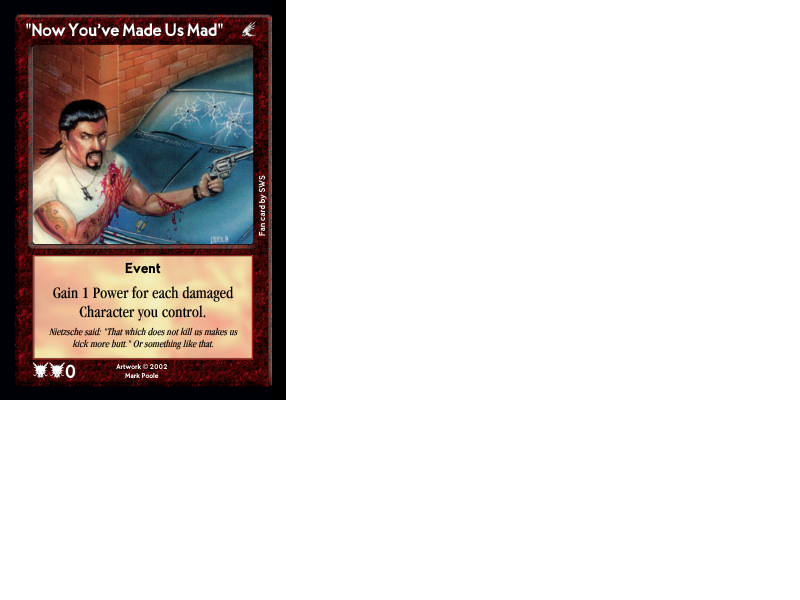 "Now You've Made Us Mad"
Fan card by SWS
Event
Gain 1 Power for each damaged
Character you control.
Nietzsche said: "That which does not kill us makes us
kick more butt." Or something like that.
0
Artwork © 2002
Mark Poole